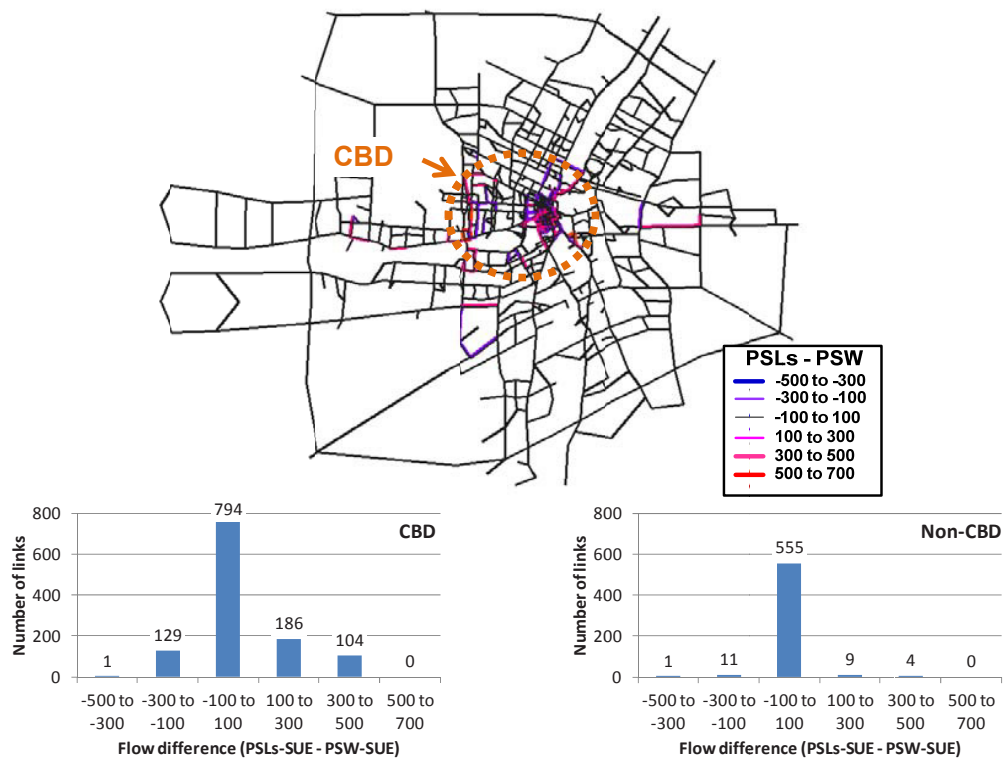 CBD
PSLs - PSW
-500 to -300
-300 to -100
-100 to 100
100 to 300
300 to 500
500 to 700
CBD
Number of links
800
600
400
200
0
1
129
794
186
104
0
-500 to -300
-300 to -100
-100 to 100
100 to 300
300 to 500
500 to 700
Flow difference (PSLs-SUE - PSW-SUE)
Non-CBD
Number of links
800
600
400
200
0
1
11
555
9
4
0
-500 to -300
-300 to -100
-100 to 100
100 to 300
300 to 500
500 to 700
Flow difference (PSLs-SUE - PSW-SUE)